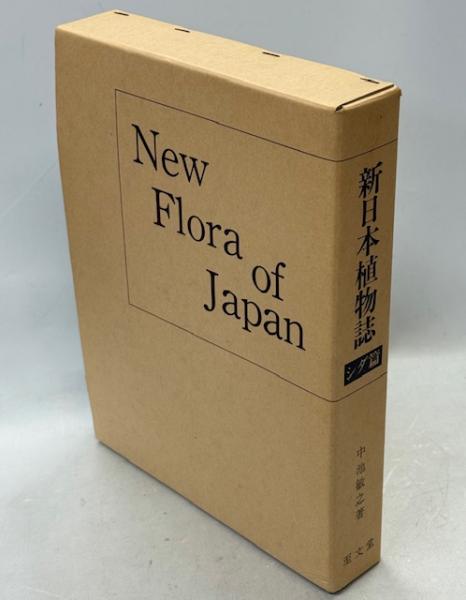 New
Flora of
Japan
新日本植物誌
シダ篇
中池敏之著
至文堂